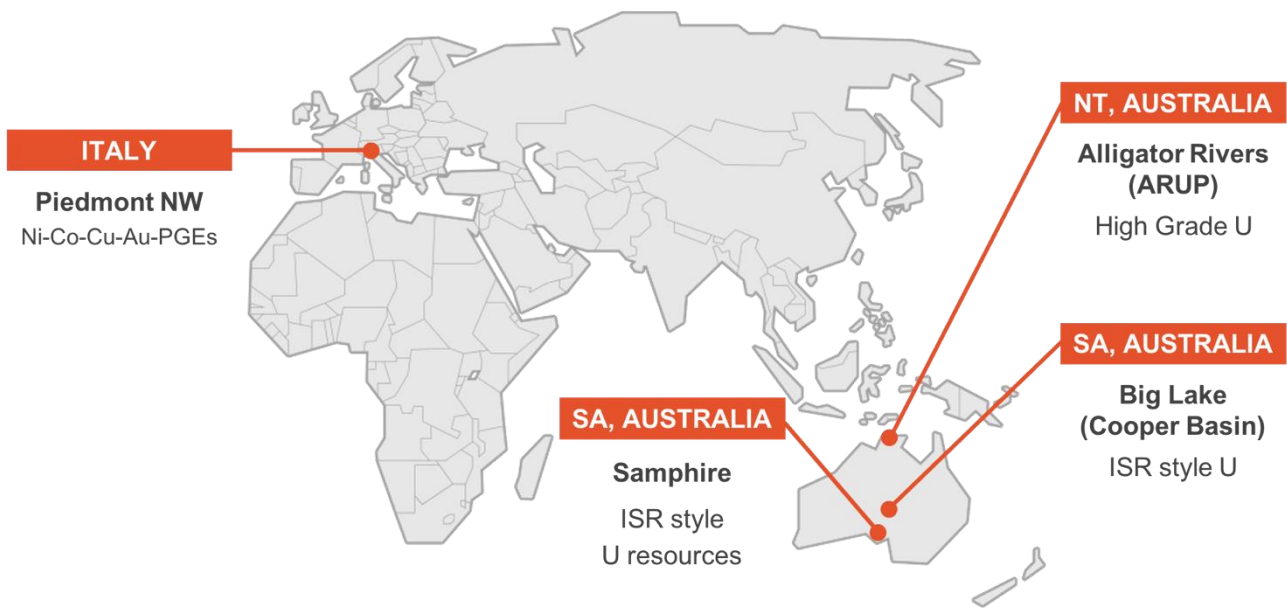 ITALY
Piedmont NW
Ni-Co-Cu-Au-PGEs
NT, AUSTRALIA
Alligator Rivers
(ARUP)
High Grade U
SA, AUSTRALIA
Big Lake
(Cooper Basin)
ISR style U
SA, AUSTRALIA
Samphire
ISR style
U resources